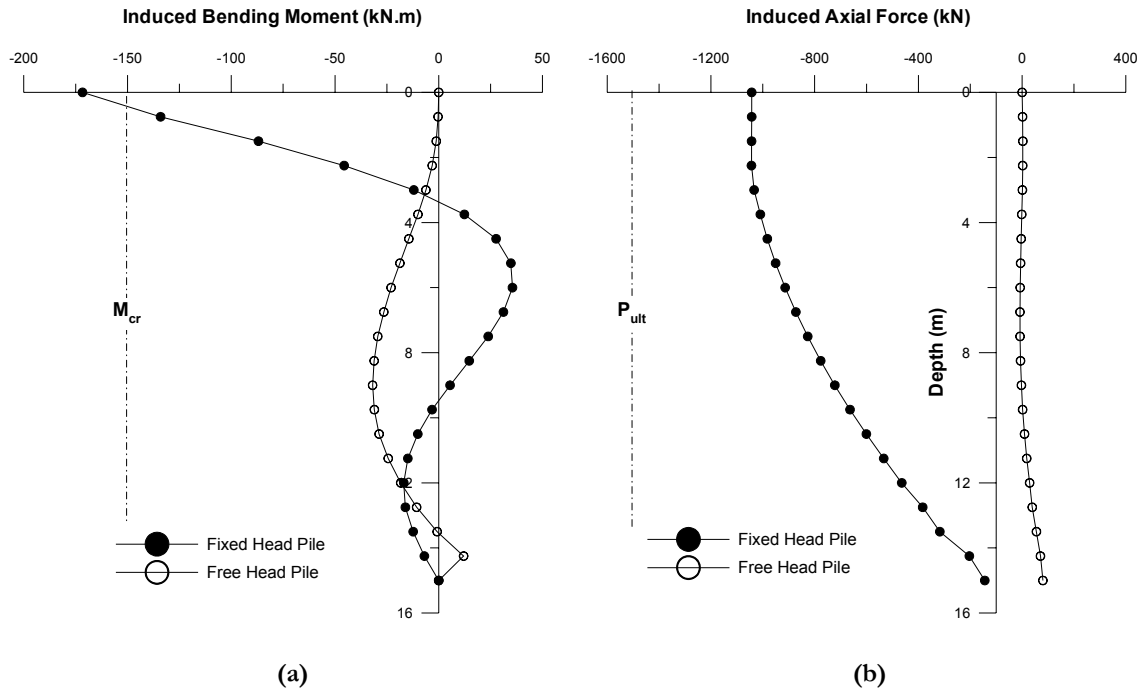 Induced Bending Moment (kN.m)
-200 -150 -100 -50 0 50
0
4
8
12
16
M_cr
Fixed Head Pile
Free Head Pile
(a)
Induced Axial Force (kN)
-1600 -1200 -800 -400 0 400
0
4
8
12
16
Depth (m)
P_ult
Fixed Head Pile
Free Head Pile
(b)